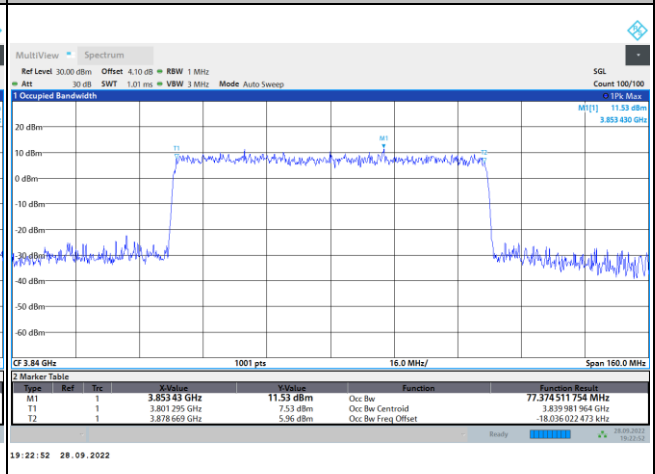 MultiView Spectrum
Ref Level 30.00 dBm Offset 4.10 dB RBW 1 MHz SGL
Att 30 dB SWT 1.01 ms VBW 3 MHz Mode Auto Sweep Count 100/100
1 Occupied Bandwidth 1Pk Max
M1[1] 11.53 dBm
3.853 430 GHz
20 dBm
M1
T1
T2
10 dBm
0 dBm
-10 dBm
-20 dBm
-30 dBm
-40 dBm
-50 dBm
-60 dBm
CF 3.84 GHz 1001 pts 16.0 MHz/ Span 160.0 MHz
2 Marker Table
Type Ref Trc X-Value Y-Value Function Function Result
M1 1 3.853 43 GHz 11.53 dBm Occ Bw 77.374 511 754 MHz
T1 1 3.801 295 GHz 7.53 dBm Occ Bw Centroid 3.839 981 964 GHz
T2 1 3.878 669 GHz 5.96 dBm Occ Bw Freq Offset -18.036 022 473 kHz
Ready 28.09.2022
19:22:52
19:22:52 28.09.2022